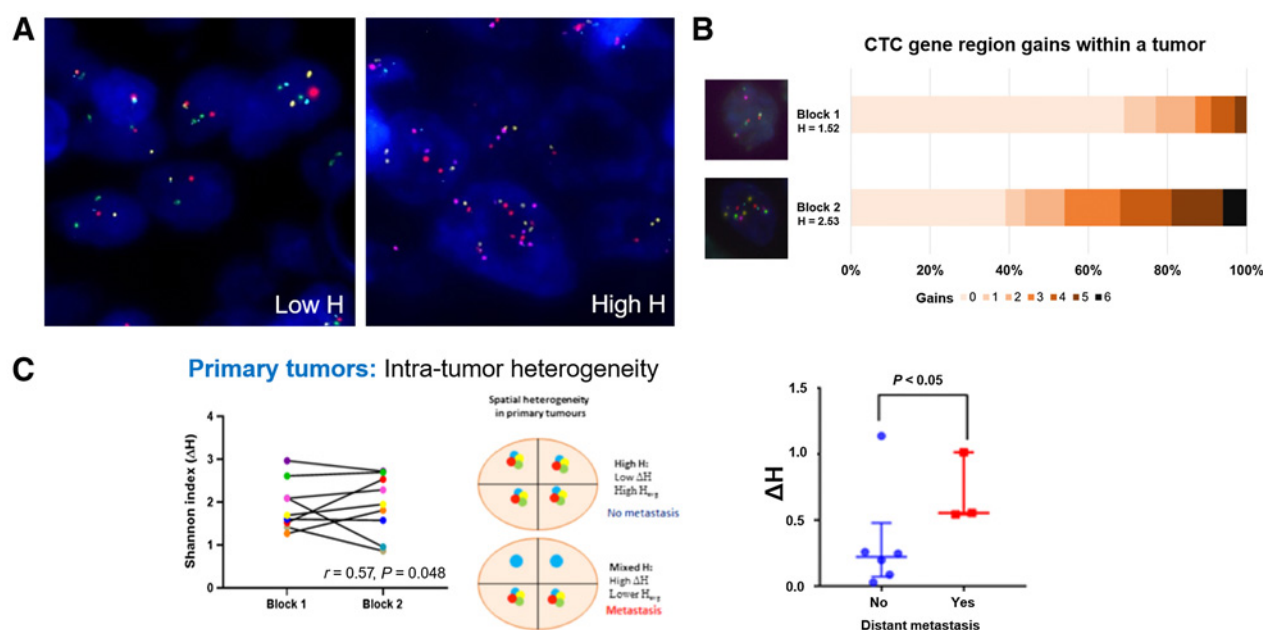 A
Low H
High H
B
CTC gene region gains within a tumor
Block 1
H = 1.52
Block 2
H = 2.53
0% 20% 40% 60% 80% 100%
Gains 0 1 2 3 4 5 6
C
Primary tumors: Intra-tumor heterogeneity
Shannon index (ΔH)
4
3
2
1
0
r = 0.57, P = 0.048
Block 1 Block 2
Spatial heterogeneity
in primary tumours
High H:
Low ΔH
High Havg
No metastasis
Mixed H:
High ΔH
Lower Havg
Metastasis
P < 0.05
ΔH
1.5
1.0
0.5
0.0
No Yes
Distant metastasis